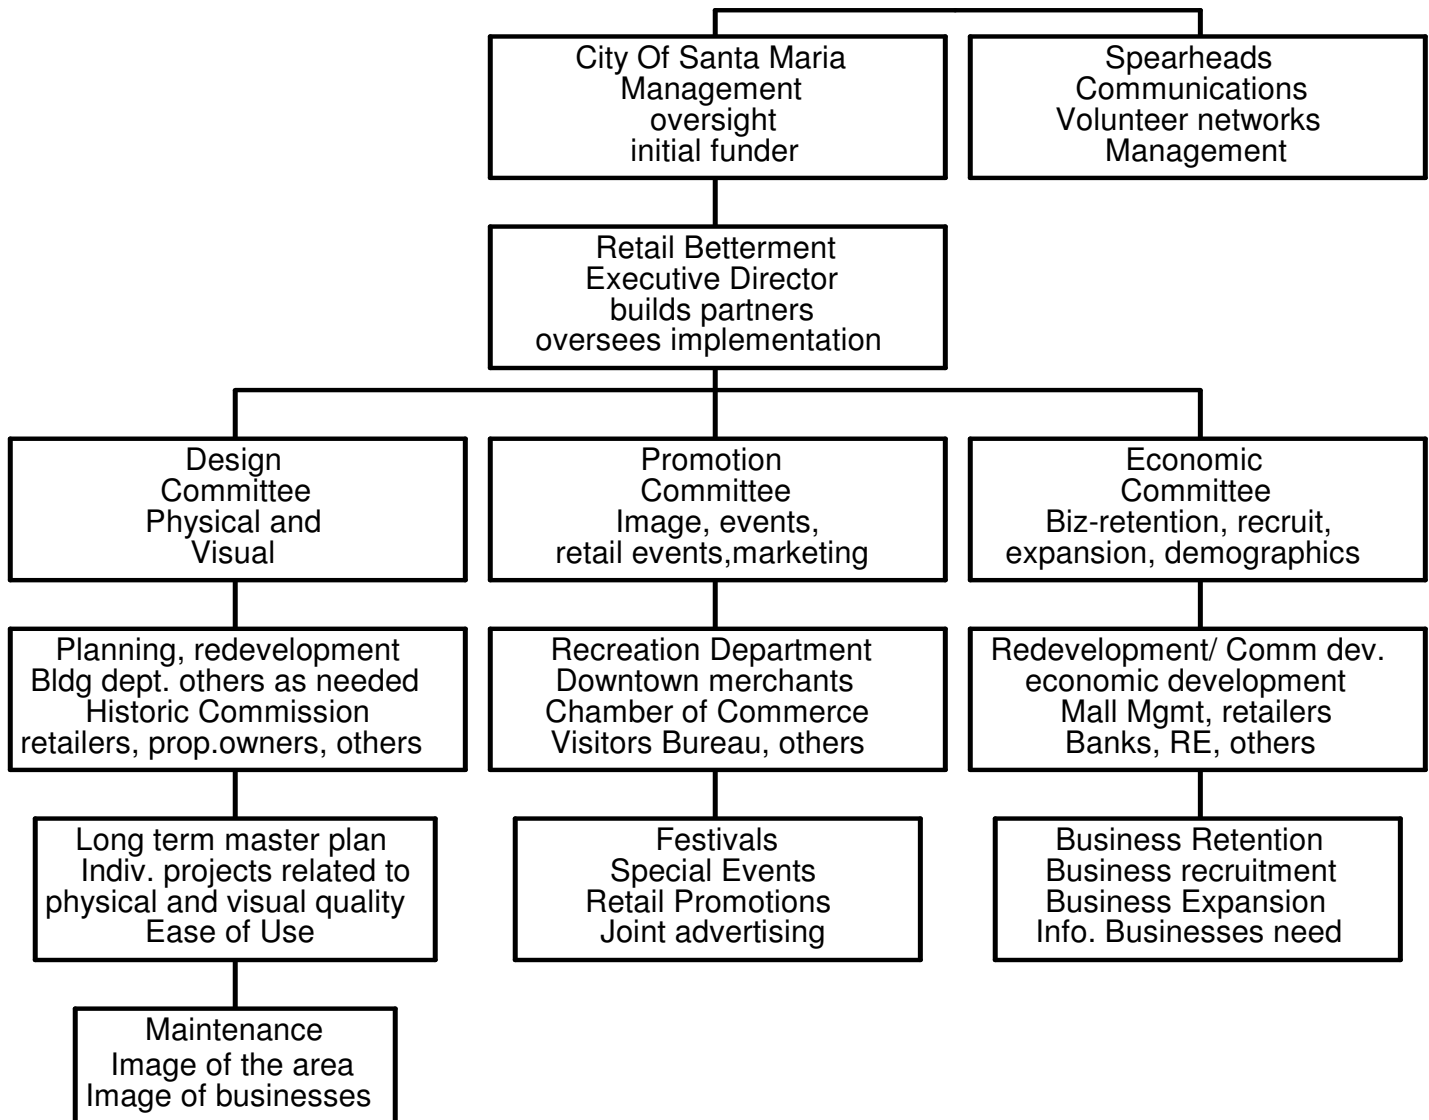 City Of Santa Maria
Management
oversight
initial funder
Spearheads
Communications
Volunteer networks
Management
Retail Betterment
Executive Director
builds partners
oversees implementation
Design
Committee
Physical and
Visual
Promotion
Committee
Image, events,
retail events,marketing
Economic
Committee
Biz-retention, recruit,
expansion, demographics
Planning, redevelopment
Bldg dept. others as needed
Historic Commission
retailers, prop.owners, others
Recreation Department
Downtown merchants
Chamber of Commerce
Visitors Bureau, others
Redevelopment/ Comm dev.
economic development
Mall Mgmt, retailers
Banks, RE, others
Long term master plan
Indiv. projects related to
physical and visual quality
Ease of Use
Festivals
Special Events
Retail Promotions
Joint advertising
Business Retention
Business recruitment
Business Expansion
Info. Businesses need
Maintenance
Image of the area
Image of businesses